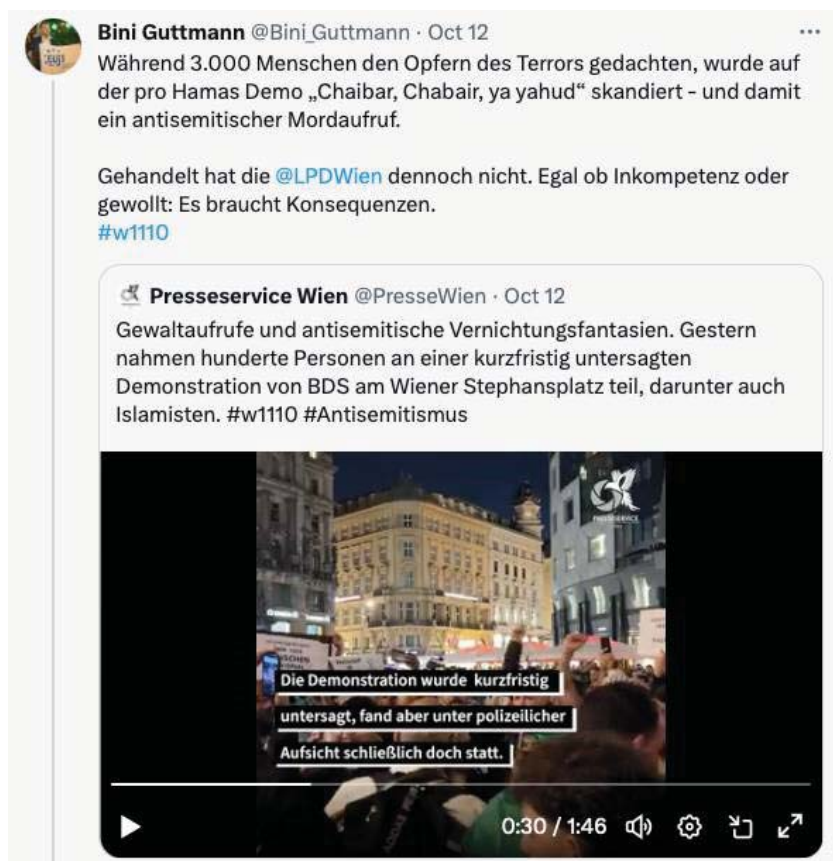 Bini Guttmann @Bini_Guttmann · Oct 12
Während 3.000 Menschen den Opfern des Terrors gedachten, wurde auf
der pro Hamas Demo „Chaibar, Chabair, ya yahud“ skandiert - und damit
ein antisemitischer Mordaufruf.
Gehandelt hat die @LPDWien dennoch nicht. Egal ob Inkompetenz oder
gewollt: Es braucht Konsequenzen.
#w1110
Presseservice Wien @PresseWien · Oct 12
Gewaltaufrufe und antisemitische Vernichtungsfantasien. Gestern
nahmen hunderte Personen an einer kurzfristig untersagten
Demonstration von BDS am Wiener Stephansplatz teil, darunter auch
Islamisten. #w1110 #Antisemitismus
Die Demonstration wurde kurzfristig
untersagt, fand aber unter polizeilicher
Aufsicht schließlich doch statt.
0:30 / 1:46